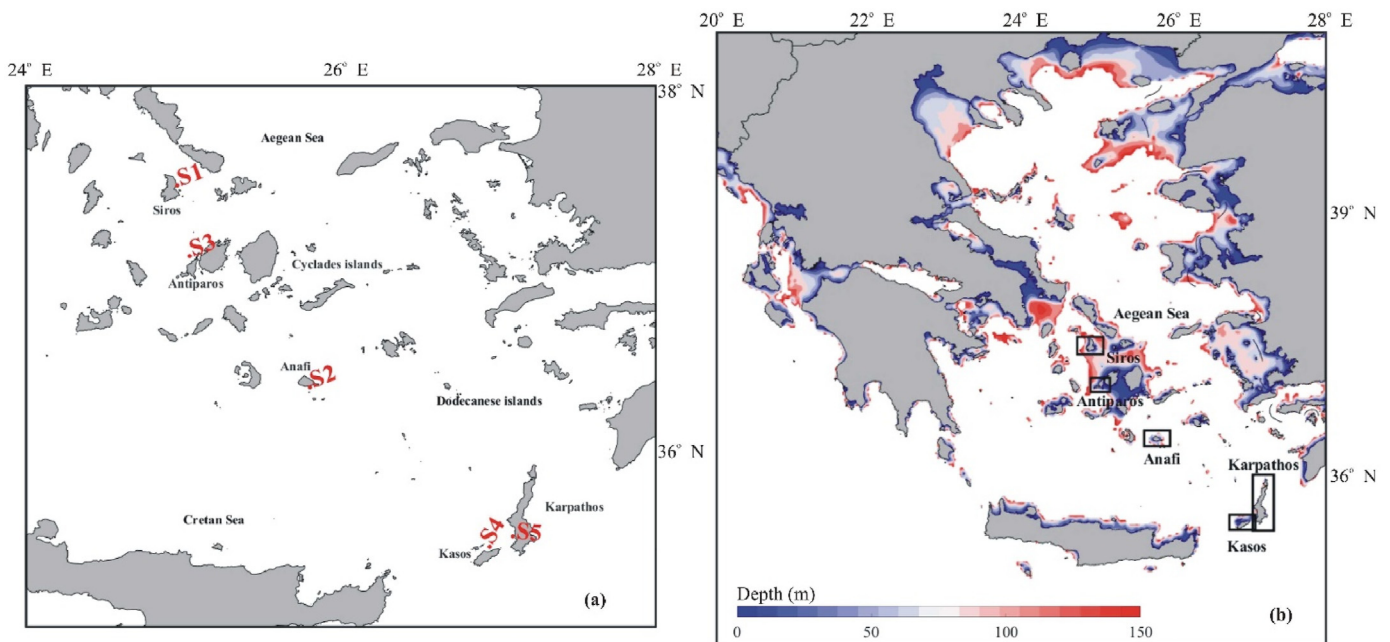 24° E
26° E
28° E
38° N
Aegean Sea
S1
Siros
S3
Antiparos
Cyclades islands
Anafi
S2
Dodecanese islands
36° N
Karpathos
Cretan Sea
S4
S5
Kasos
(a)
20° E
22° E
24° E
26° E
28° E
39° N
Aegean Sea
Siros
Antiparos
Anafi
Karpathos
36° N
Kasos
Depth (m)
0
50
100
150
(b)